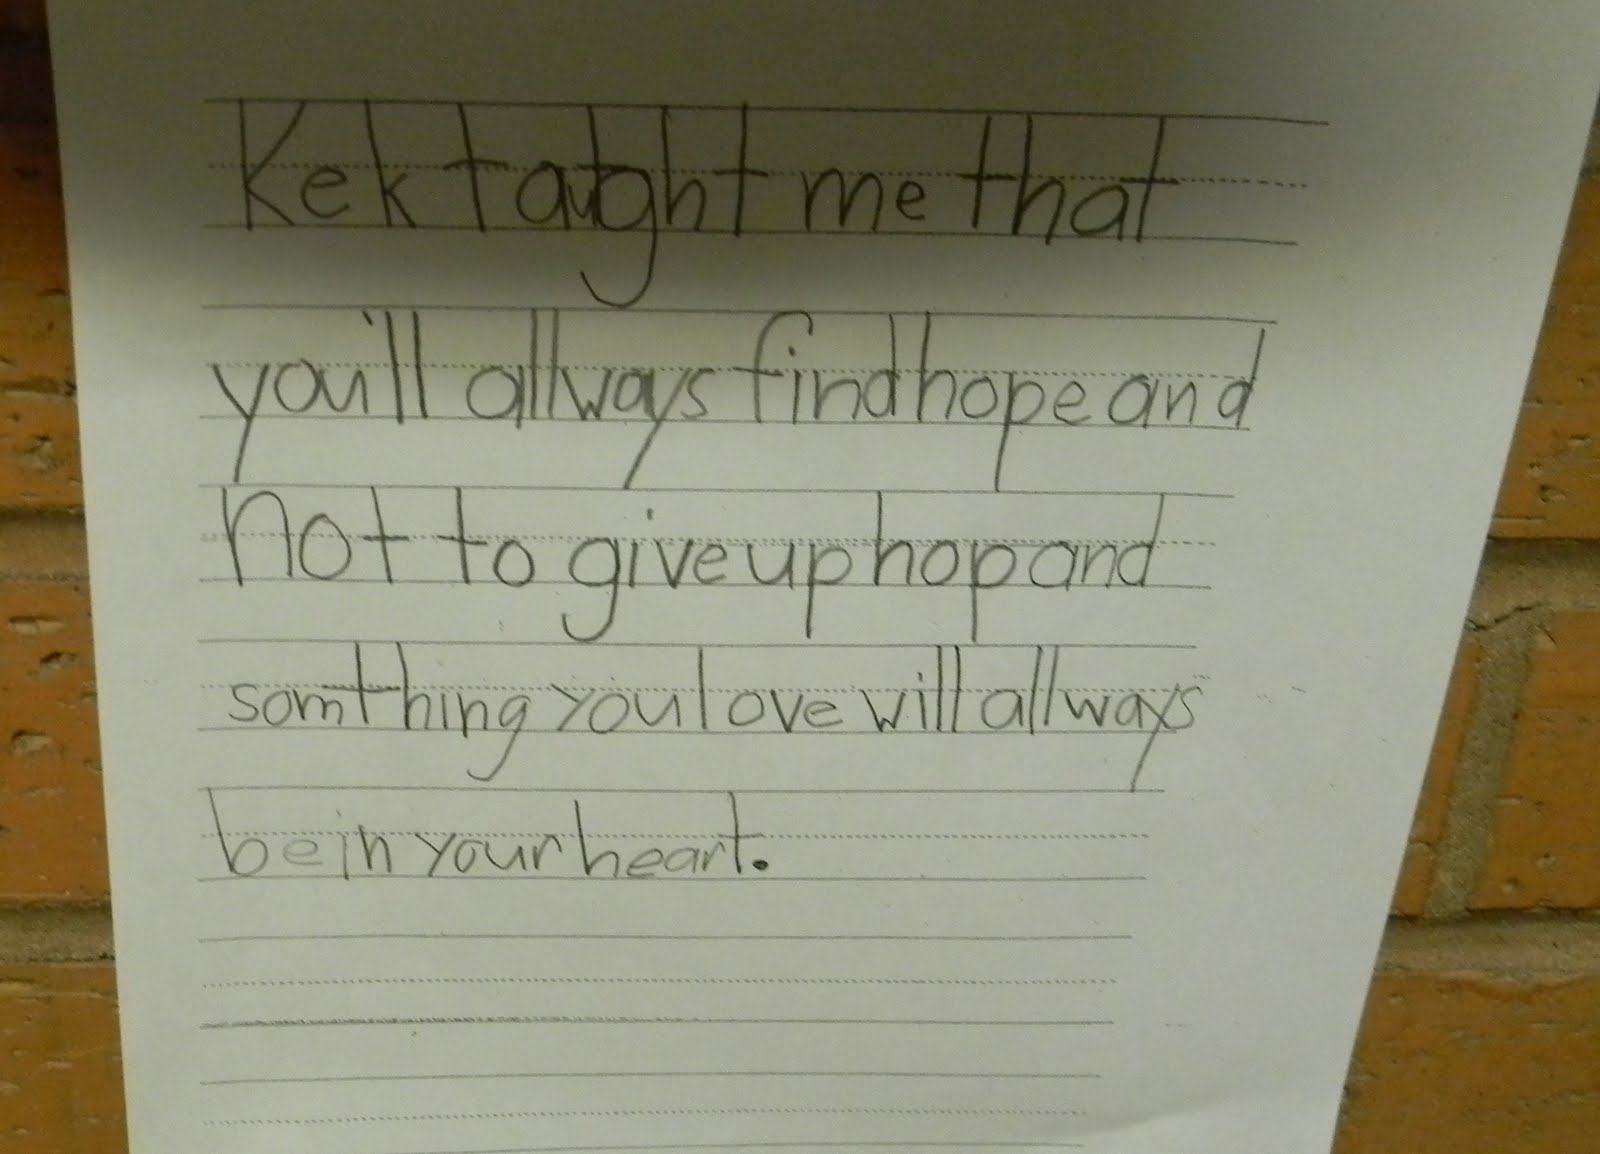 Kek taught me that
you'll allways find hope and
not to give up hop and
somthing you love will allways
be in your heart.